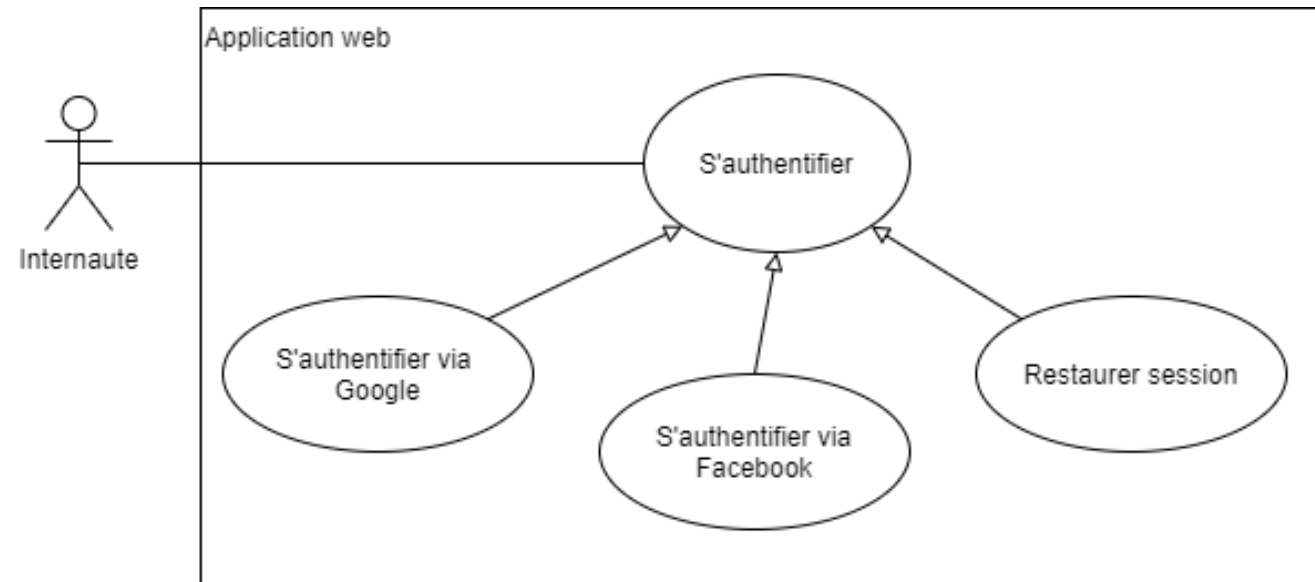 Application web
S'authentifier
Internaute
S'authentifier via
Google
Restaurer session
S'authentifier via
Facebook